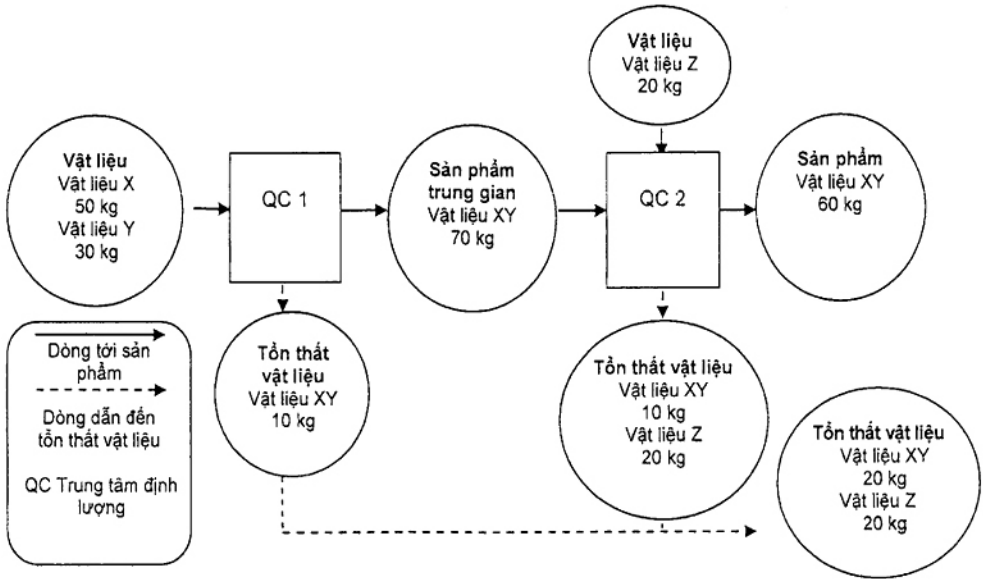 Vật liệu
Vật liệu Z
20 kg
Vật liệu
Vật liệu X
50 kg
Vật liệu Y
30 kg
QC 1
Sản phẩm
trung gian
Vật liệu XY
70 kg
QC 2
Sản phẩm
Vật liệu XY
60 kg
Dòng tới sản
phẩm
Dòng dẫn đến
tổn thất vật liệu
QC Trung tâm định
lượng
Tổn thất
vật liệu
Vật liệu XY
10 kg
Tổn thất vật liệu
Vật liệu XY
10 kg
Vật liệu Z
20 kg
Tổn thất vật liệu
Vật liệu XY
20 kg
Vật liệu Z
20 kg